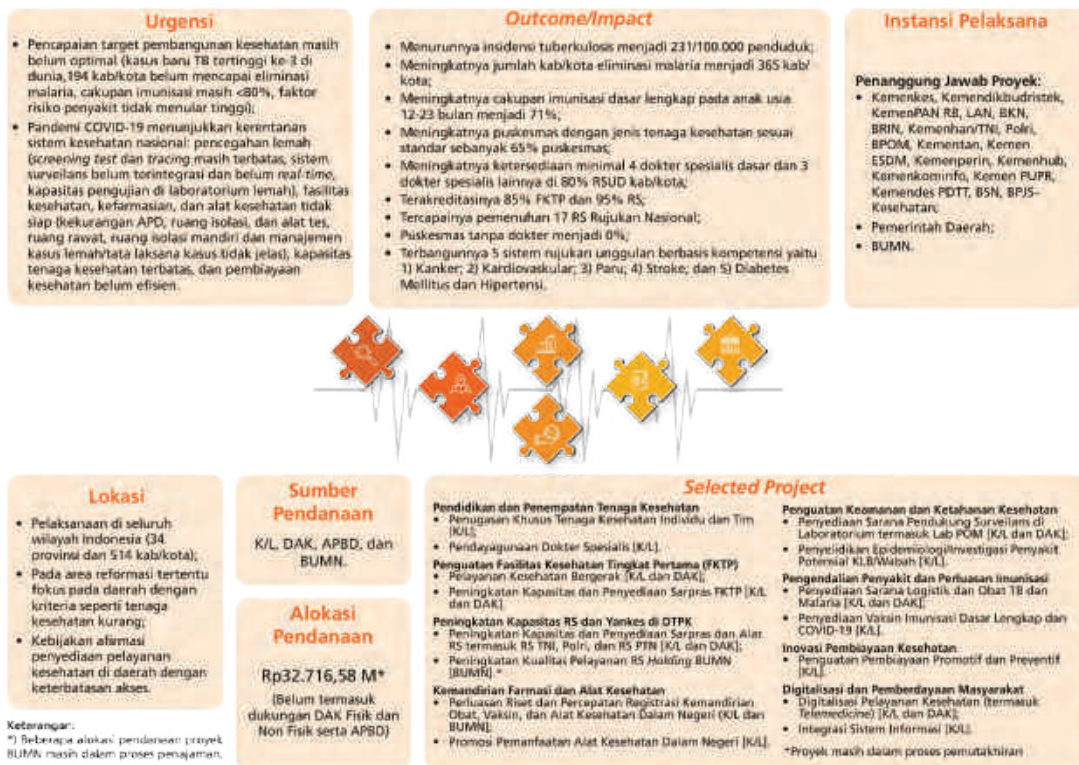 Urgensi
• Pencapaian target pembangunan kesehatan masih
belum optimal (kasus baru TB tertinggi ke-3 di
dunia,194 kab/kota belum mencapai eliminasi
malaria, cakupan imunisasi masih <80%, faktor
risiko penyakit tidak menular tinggi);
• Pandemi COVID-19 menunjukkan kerentanan
sistem kesehatan nasional: pencegahan lemah
(screening test dan tracing masih terbatas, sistem
surveilans belum terintegrasi dan belum real-time,
kapasitas pengujian di laboratorium lemah), fasilitas
kesehatan, kefarmasian, dan alat kesehatan tidak
siap (kekurangan APD, ruang isolasi, dan alat tes,
ruang rawat, ruang isolasi mandiri dan manajemen
kasus lemah/tata laksana kasus tidak jelas), kapasitas
tenaga kesehatan terbatas, dan pembiayaan
kesehatan belum efisien.
Outcome/Impact
• Menurunnya insidensi tuberkulosis menjadi 231/100.000 penduduk;
• Meningkatnya jumlah kab/kota eliminasi malaria menjadi 365 kab/
kota;
• Meningkatnya cakupan imunisasi dasar lengkap pada anak usia
12-23 bulan menjadi 71%;
• Meningkatnya puskesmas dengan jenis tenaga kesehatan sesuai
standar sebanyak 65% puskesmas;
• Meningkatnya ketersediaan minimal 4 dokter spesialis dasar dan 3
dokter spesialis lainnya di 80% RSUD kab/kota;
• Terakreditasinya 85% FKTP dan 95% RS;
• Tercapainya pemenuhan 17 RS Rujukan Nasional;
• Puskesmas tanpa dokter menjadi 0%;
• Terbangunnya 5 sistem rujukan unggulan berbasis kompetensi yaitu
1) Kanker; 2) Kardiovaskular; 3) Paru; 4) Stroke; dan 5) Diabetes
Mellitus dan Hipertensi.
Instansi Pelaksana
Penanggung Jawab Proyek:
• Kemenkes, Kemendikbudristek,
KemenPAN RB, LAN, BKN,
BRIN, Kemenhan/TNI, Polri,
BPOM, Kementan, Kemen
ESDM, Kemenperin, Kemenhub,
Kemenkominfo, Kemen PUPR,
Kemendes PDTT, BSN, BPJS-
Kesehatan;
• Pemerintah Daerah;
• BUMN.
Lokasi
• Pelaksanaan di seluruh
wilayah Indonesia (34
provinsi dan 514 kab/kota);
• Pada area reformasi tertentu
fokus pada daerah dengan
kriteria seperti tenaga
kesehatan kurang;
• Kebijakan afirmasi
penyediaan pelayanan
kesehatan di daerah dengan
keterbatasan akses.
Keterangan:
*) Beberapa alokasi pendanaan proyek
BUMN masih dalam proses penajaman.
Sumber
Pendanaan
K/L, DAK, APBD, dan
BUMN.
Alokasi
Pendanaan
Rp32.716,58 M*
(Belum termasuk
dukungan DAK Fisik dan
Non Fisik serta APBD)
Selected Project
Pendidikan dan Penempatan Tenaga Kesehatan
• Penugasan Khusus Tenaga Kesehatan Individu dan Tim
[K/L];
• Pendayagunaan Dokter Spesialis [K/L].
Penguatan Fasilitas Kesehatan Tingkat Pertama (FKTP)
• Pelayanan Kesehatan Bergerak [K/L dan DAK];
• Peningkatan Kapasitas dan Penyediaan Sarpras FKTP [K/L
dan DAK].
Peningkatan Kapasitas RS dan Yankes di DTPK
• Peningkatan Kapasitas dan Penyediaan Sarpras dan Alat
RS termasuk RS TNI, Polri, dan RS PTN [K/L dan DAK];
• Peningkatan Kualitas Pelayanan RS Holding BUMN
[BUMN].*
Kemandirian Farmasi dan Alat Kesehatan
• Perluasan Riset dan Percepatan Registrasi Kemandirian
Obat, Vaksin, dan Alat Kesehatan Dalam Negeri (K/L dan
BUMN];
• Promosi Pemanfaatan Alat Kesehatan Dalam Negeri [K/L].
Penguatan Keamanan dan Ketahanan Kesehatan
• Penyediaan Sarana Pendukung Surveilans di
Laboratorium termasuk Lab POM [K/L dan DAK];
• Penyelidikan Epidemiologi/Investigasi Penyakit
Potensial KLB/Wabah [K/L].
Pengendalian Penyakit dan Perluasan Imunisasi
• Penyediaan Sarana Logistik dan Obat TB dan
Malaria [K/L dan DAK];
• Penyediaan Vaksin Imunisasi Dasar Lengkap dan
COVID-19 [K/L].
Inovasi Pembiayaan Kesehatan
• Penguatan Pembiayaan Promotif dan Preventif
[K/L].
Digitalisasi dan Pemberdayaan Masyarakat
• Digitalisasi Pelayanan Kesehatan (termasuk
Telemedicine) [K/L dan DAK];
• Integrasi Sistem Informasi [K/L].
*Proyek masih dalam proses pemutakhiran